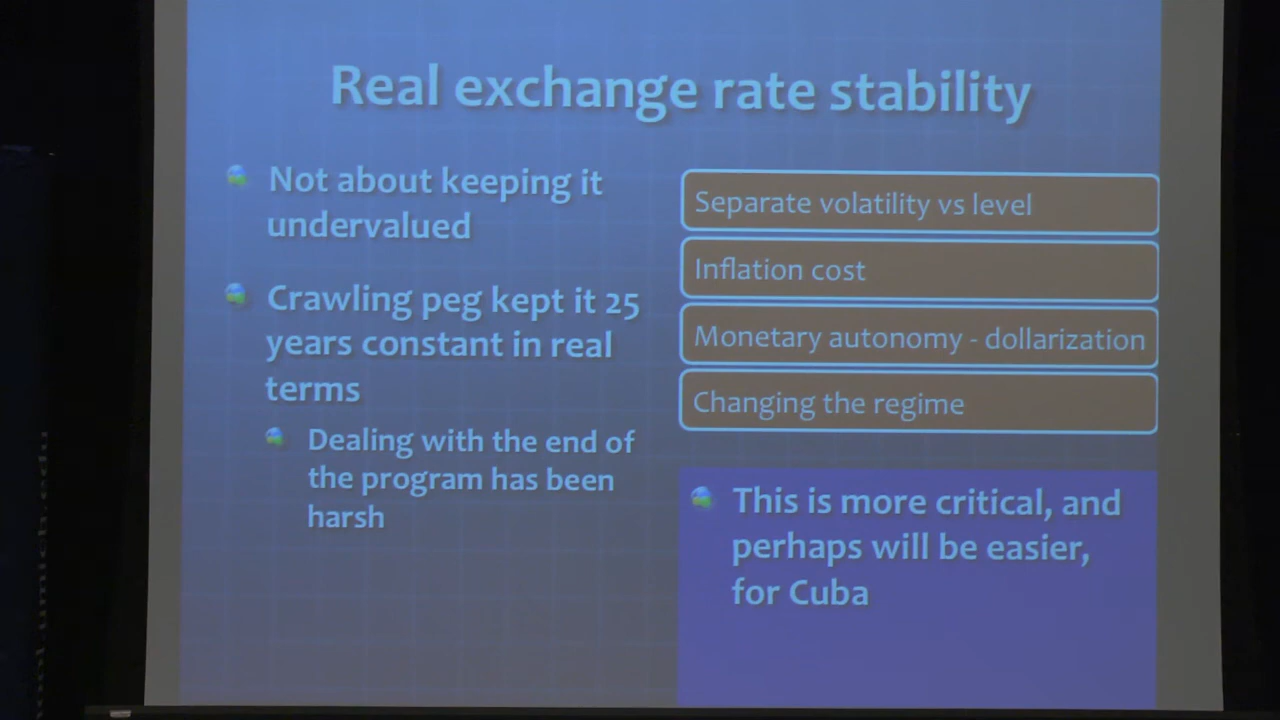 Real exchange rate stability
Not about keeping it
undervalued
Crawling peg kept it 25
years constant in real
terms
Dealing with the end of
the program has been
harsh
Separate volatility vs level
Inflation cost
Monetary autonomy - dollarization
Changing the regime
This is more critical, and
perhaps will be easier,
for Cuba